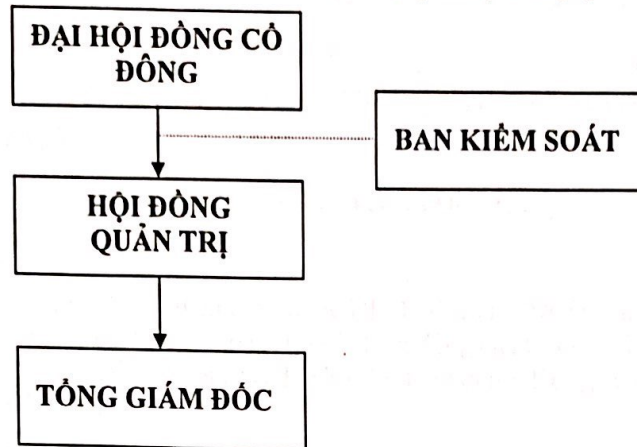 ĐẠI HỘI ĐỒNG CỔ
ĐÔNG
BAN KIỂM SOÁT
HỘI ĐỒNG
QUẢN TRỊ
TỔNG GIÁM ĐỐC